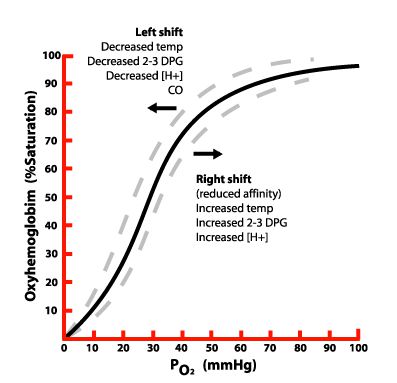 Left shift
Decreased temp
Decreased 2-3 DPG
Decreased [H+]
CO
Right shift
(reduced affinity)
Increased temp
Increased 2-3 DPG
Increased [H+]
Oxyhemoglobim (%Saturation)
100
90
80
70
60
50
40
30
20
10
0 10 20 30 40 50 60 70 80 90 100
PO₂ (mmHg)